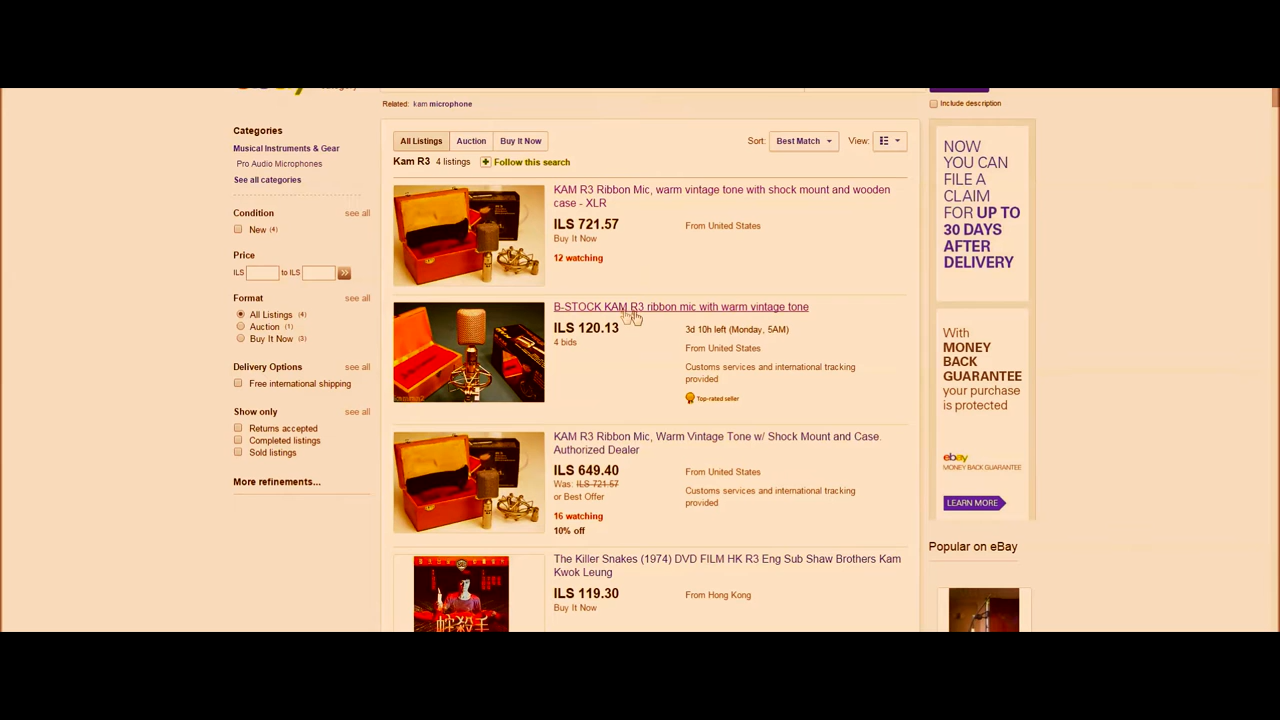 Related: kam microphone
Include description
Categories
Musical Instruments & Gear
Pro Audio Microphones
See all categories
Condition
see all
New (4)
Price
ILS to ILS
Format
see all
All Listings (4)
Auction (1)
Buy It Now (3)
Delivery Options
see all
Free international shipping
Show only
see all
Returns accepted
Completed listings
Sold listings
More refinements...
All Listings
Auction
Buy It Now
Sort: Best Match
View:
Kam R3 4 listings
Follow this search
KAM R3 Ribbon Mic, warm vintage tone with shock mount and wooden
case - XLR
ILS 721.57
From United States
Buy It Now
12 watching
B-STOCK KAM R3 ribbon mic with warm vintage tone
ILS 120.13
3d 10h left (Monday, 5AM)
4 bids
From United States
Customs services and international tracking
provided
Top-rated seller
KAM R3 Ribbon Mic, Warm Vintage Tone w/ Shock Mount and Case.
Authorized Dealer
ILS 649.40
From United States
Was: ILS 721.57
or Best Offer
Customs services and international tracking
provided
16 watching
10% off
The Killer Snakes (1974) DVD FILM HK R3 Eng Sub Shaw Brothers Kam
Kwok Leung
ILS 119.30
From Hong Kong
Buy It Now
NOW
YOU CAN
FILE A
CLAIM
FOR UP TO
30 DAYS
AFTER
DELIVERY
With
MONEY
BACK
GUARANTEE
your purchase
is protected
ebay
MONEY BACK GUARANTEE
LEARN MORE
Popular on eBay